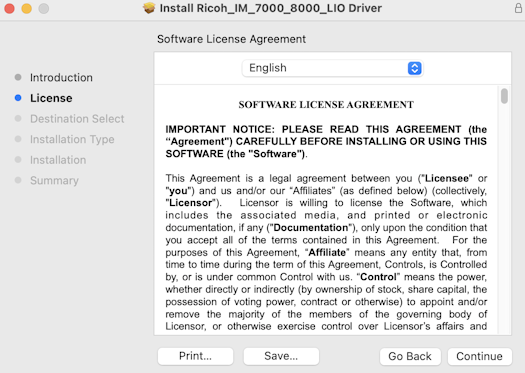 Install Ricoh_IM_7000_8000_LIO Driver
Software License Agreement
Introduction
License
Destination Select
Installation Type
Installation
Summary
English
SOFTWARE LICENSE AGREEMENT
IMPORTANT NOTICE: PLEASE READ THIS AGREEMENT (the
“Agreement") CAREFULLY BEFORE INSTALLING OR USING THIS
SOFTWARE (the "Software").
This Agreement is a legal agreement between you ("Licensee" or
"you") and us and/or our “Affiliates” (as defined below) (collectively,
"Licensor"). Licensor is willing to license the Software, which
includes the associated media, and printed or electronic
documentation, if any ("Documentation"), only upon the condition that
you accept all of the terms contained in this Agreement. For the
purposes of this Agreement, “Affiliate” means any entity that, from
time to time during the term of this Agreement, Controls, is Controlled
by, or is under common Control with us. “Control” means the power,
whether directly or indirectly (by ownership of stock, share capital, the
possession of voting power, contract or otherwise) to appoint and/or
remove the majority of the members of the governing body of
Licensor, or otherwise exercise control over Licensor’s affairs and
Print...
Save...
Go Back
Continue